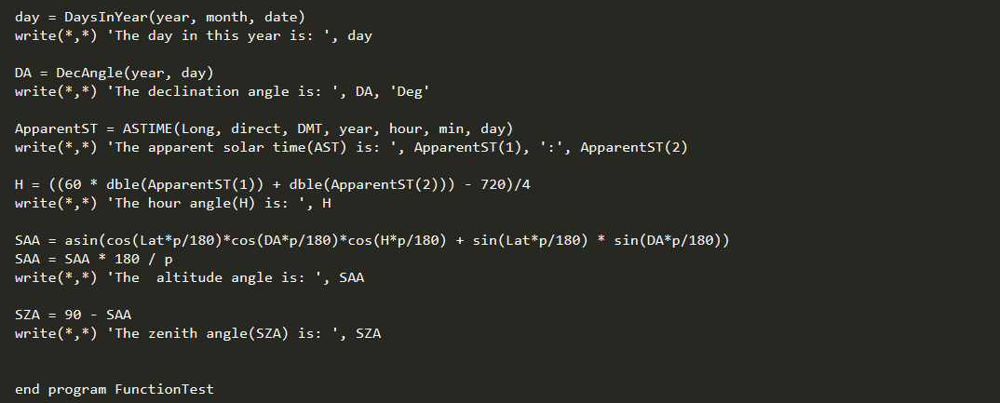 day = DaysInYear(year, month, date)
write(*,*) 'The day in this year is: ', day
DA = DecAngle(year, day)
write(*,*) 'The declination angle is: ', DA, 'Deg'
ApparentST = ASTIME(Long, direct, DMT, year, hour, min, day)
write(*,*) 'The apparent solar time(AST) is: ', ApparentST(1), ':', ApparentST(2)
H = ((60 * dble(ApparentST(1)) + dble(ApparentST(2))) - 720)/4
write(*,*) 'The hour angle(H) is: ', H
SAA = asin(cos(Lat*p/180)*cos(DA*p/180)*cos(H*p/180) + sin(Lat*p/180) * sin(DA*p/180))
SAA = SAA * 180 / p
write(*,*) 'The  altitude angle is: ', SAA
SZA = 90 - SAA
write(*,*) 'The zenith angle(SZA) is: ', SZA
end program FunctionTest